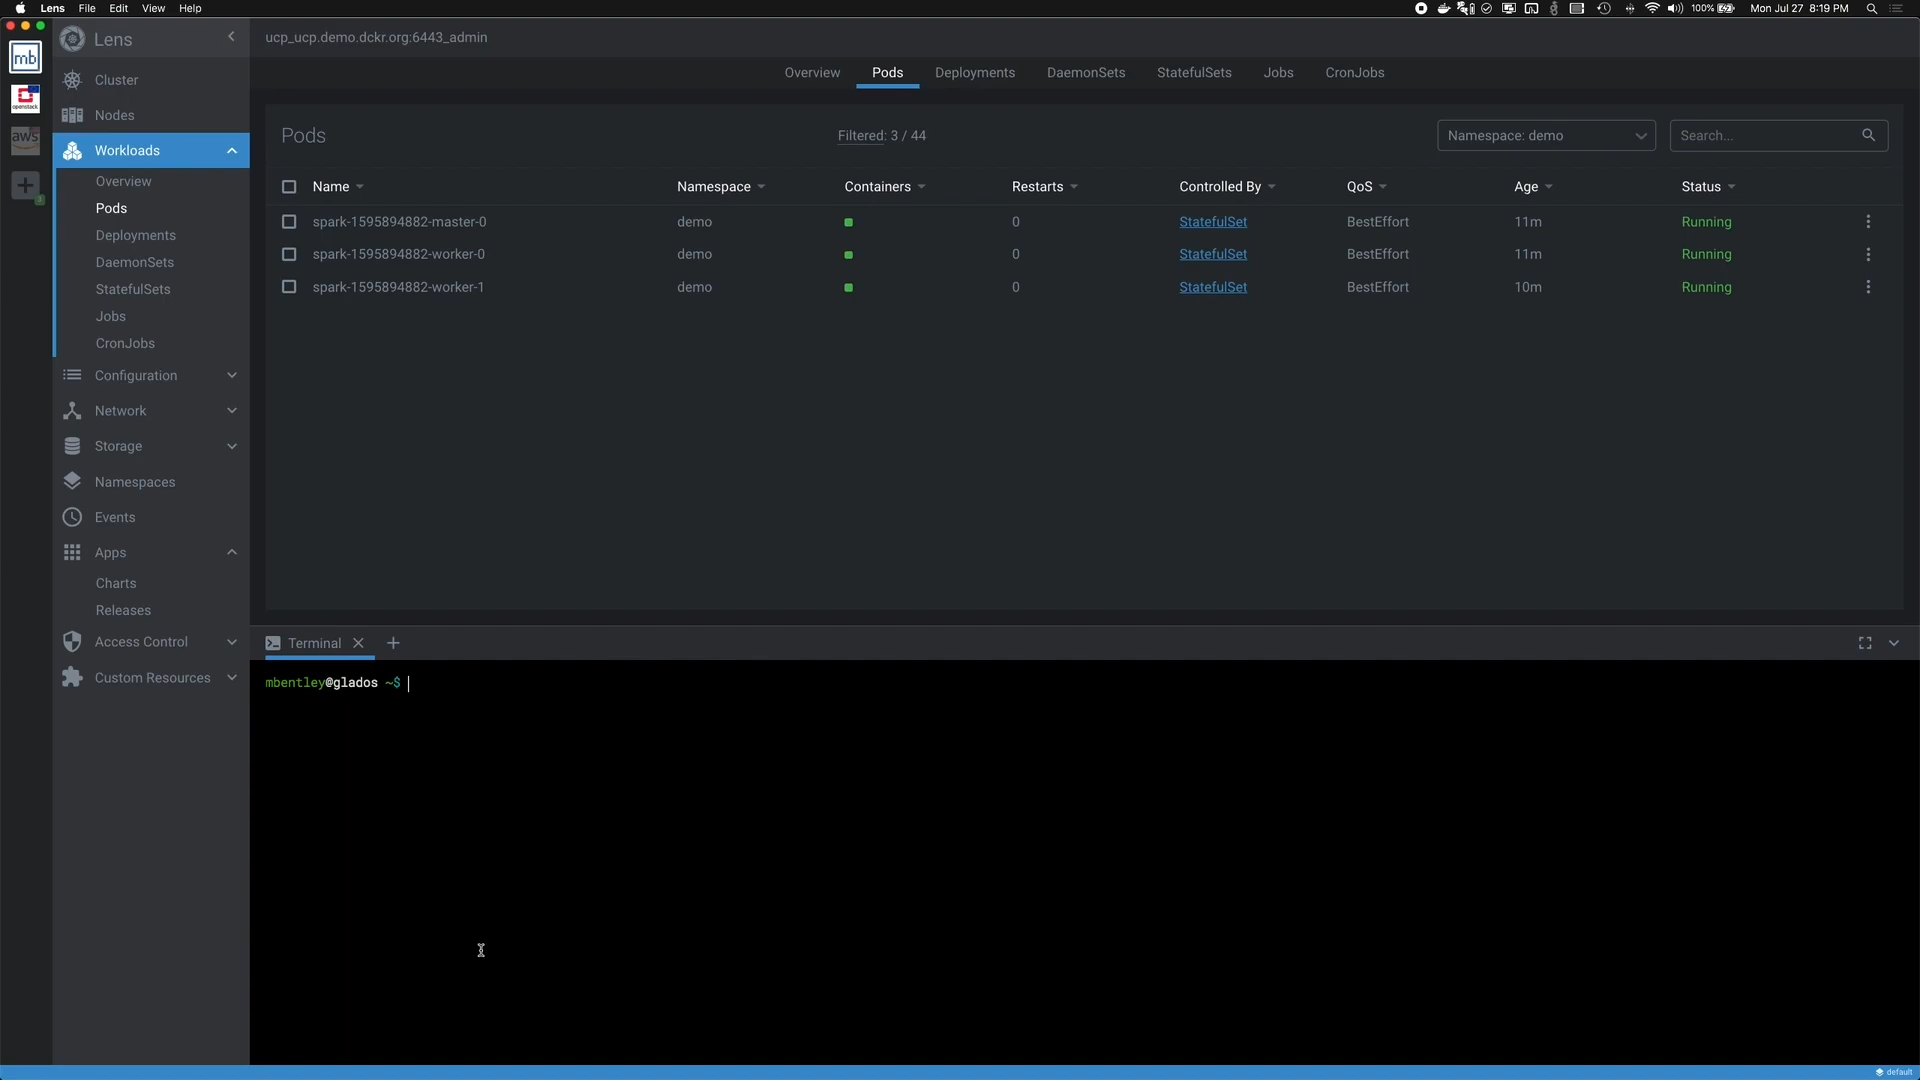 Lens File Edit View Help 100% Mon Jul 27 8:19 PM
mb
openstack
aws
3
Lens
ucp_ucp.demo.dckr.org:6443_admin
Cluster
Nodes
Workloads
Overview
Pods
Deployments
DaemonSets
StatefulSets
Jobs
CronJobs
Configuration
Network
Storage
Namespaces
Events
Apps
Charts
Releases
Access Control
Custom Resources
Overview Pods Deployments DaemonSets StatefulSets Jobs CronJobs
Pods Filtered: 3 / 44 Namespace: demo Search...
Name Namespace Containers Restarts Controlled By QoS Age Status
spark-1595894882-master-0 demo 0 StatefulSet BestEffort 11m Running
spark-1595894882-worker-0 demo 0 StatefulSet BestEffort 11m Running
spark-1595894882-worker-1 demo 0 StatefulSet BestEffort 10m Running
Terminal
mbentley@glados ~$
default